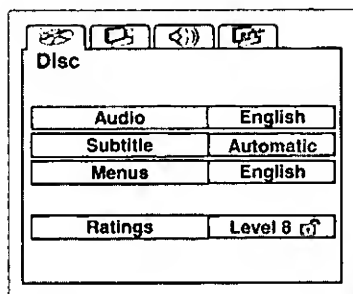 Disc
Audio English
Subtitle Automatic
Menus English
Ratings Level 8